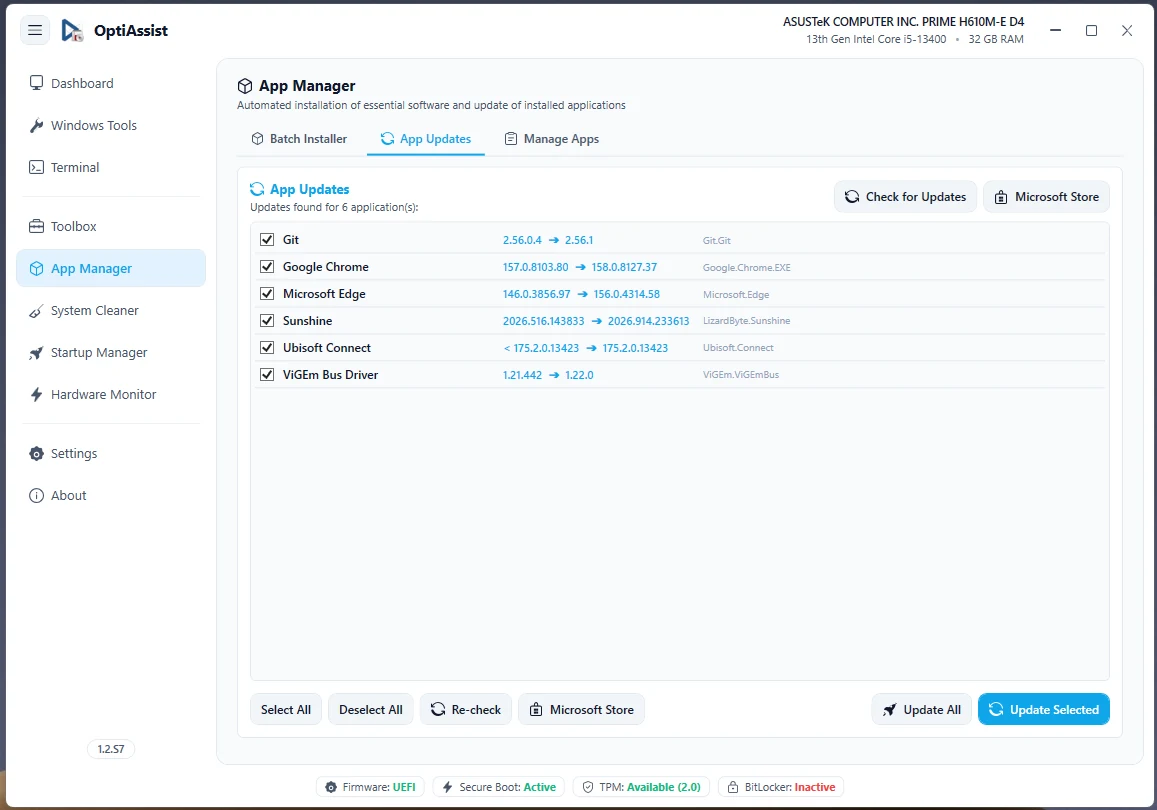 OptiAssist
ASUSTeK COMPUTER INC. PRIME H610M-E D4
13th Gen Intel Core i5-13400 • 32 GB RAM
Dashboard
Windows Tools
Terminal
Toolbox
App Manager
System Cleaner
Startup Manager
Hardware Monitor
Settings
About
1.2.57
App Manager
Automated installation of essential software and update of installed applications
Batch Installer App Updates Manage Apps
App Updates
Updates found for 6 application(s):
Check for Updates Microsoft Store
Git 2.56.0.4 ➔ 2.56.1 Git.Git
Google Chrome 157.0.8103.80 ➔ 158.0.8127.37 Google.Chrome.EXE
Microsoft Edge 146.0.3856.97 ➔ 156.0.4314.58 Microsoft.Edge
Sunshine 2026.516.143833 ➔ 2026.914.233613 LizardByte.Sunshine
Ubisoft Connect < 175.2.0.13423 ➔ 175.2.0.13423 Ubisoft.Connect
ViGEm Bus Driver 1.21.442 ➔ 1.22.0 ViGEm.ViGEmBus
Select All Deselect All Re-check Microsoft Store Update All Update Selected
Firmware: UEFI Secure Boot: Active TPM: Available (2.0) BitLocker: Inactive